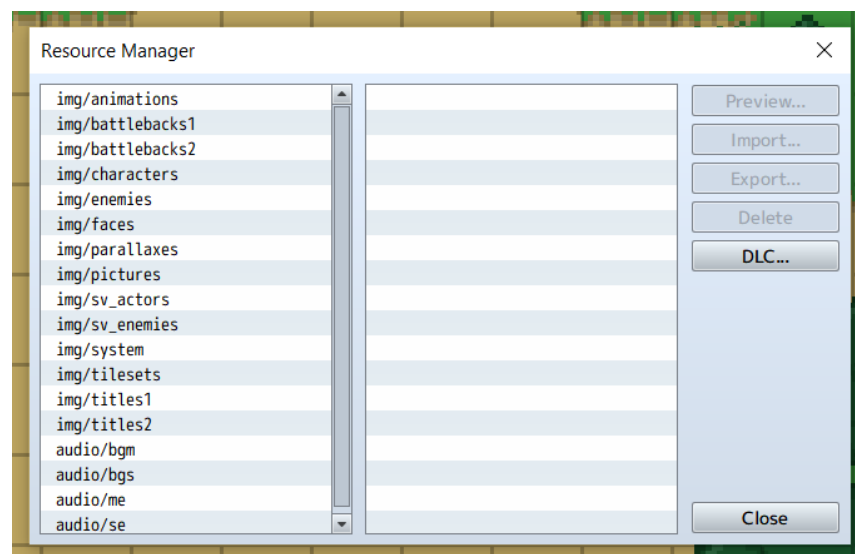 Resource Manager
img/animations
img/battlebacks1
img/battlebacks2
img/characters
img/enemies
img/faces
img/parallaxes
img/pictures
img/sv_actors
img/sv_enemies
img/system
img/tilesets
img/titles1
img/titles2
audio/bgm
audio/bgs
audio/me
audio/se
Preview...
Import...
Export...
Delete
DLC...
Close